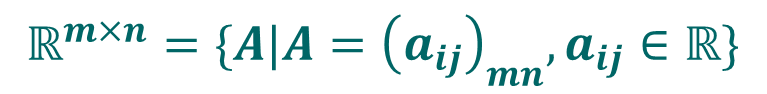 ℝ^{m×n} = {A|A = (a_{ij})_{mn}, a_{ij} ∈ ℝ}